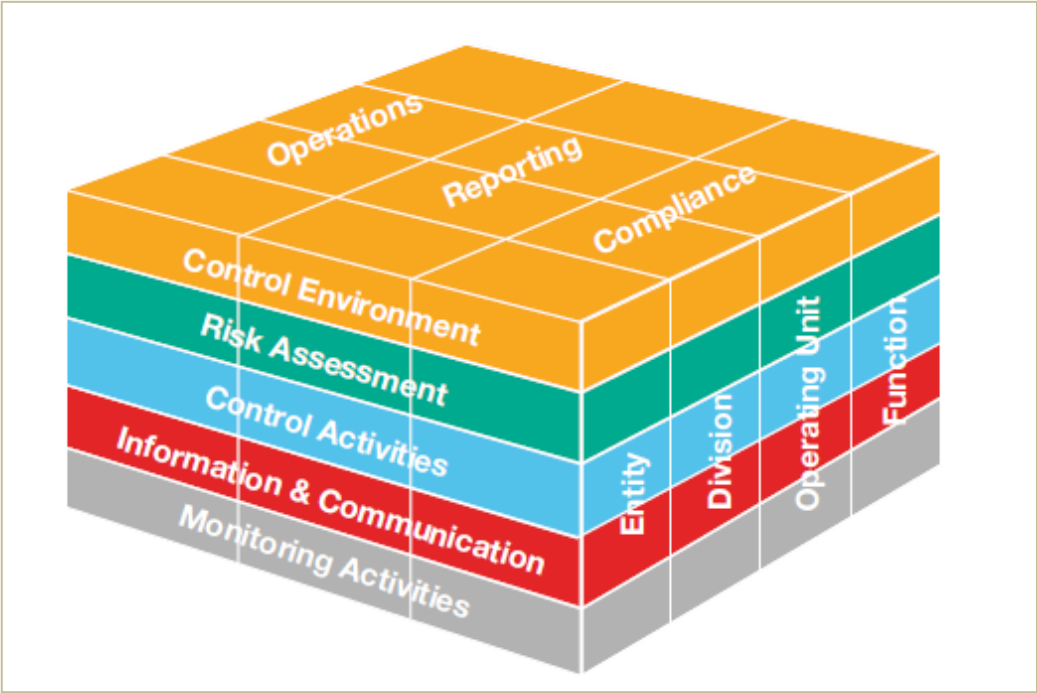 Operations
Reporting
Compliance
Control Environment
Risk Assessment
Control Activities
Information & Communication
Monitoring Activities
Entity
Division
Operating Unit
Function